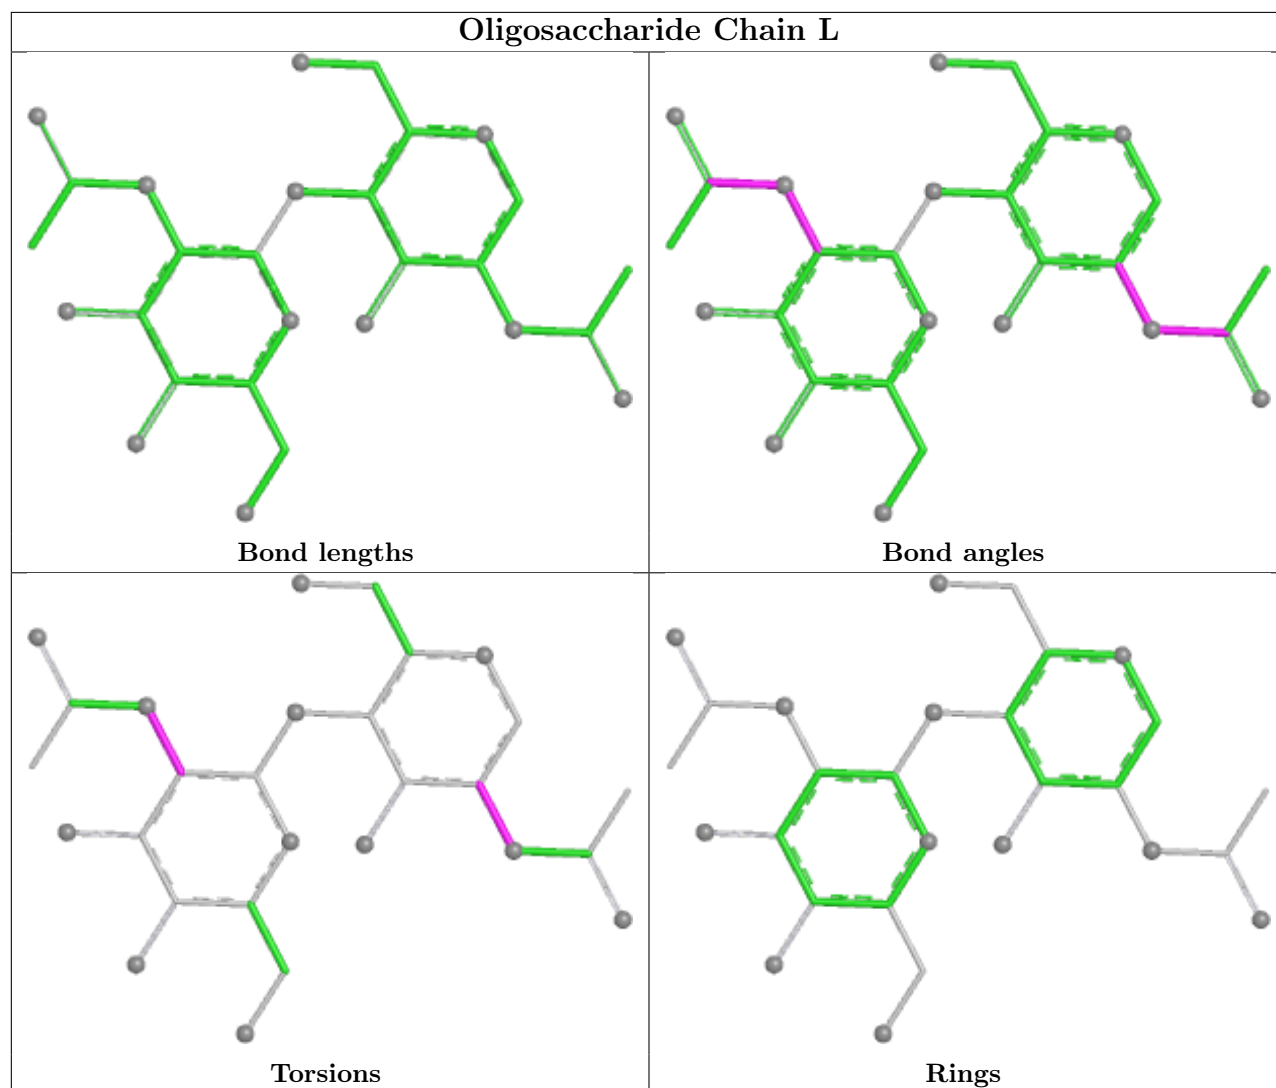 Oligosaccharide Chain L
Bond lengths
Bond angles
Torsions
Rings